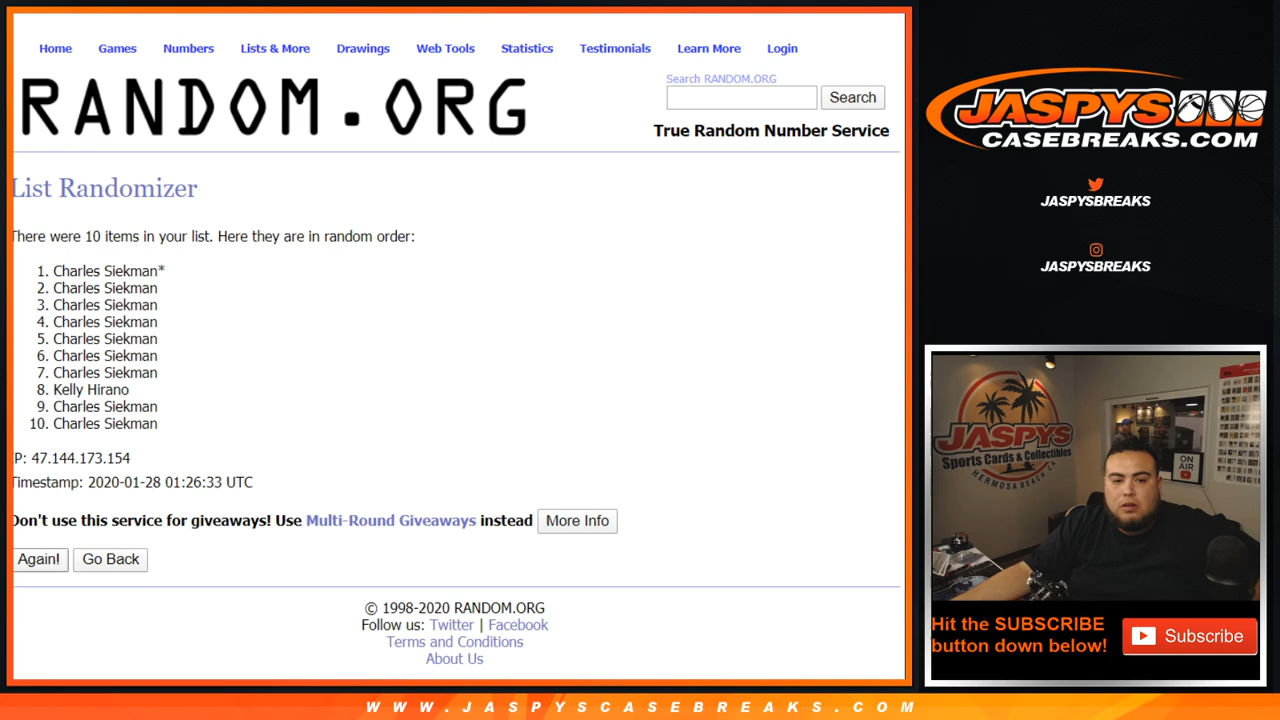 Home Games Numbers Lists & More Drawings Web Tools Statistics Testimonials Learn More Login
RANDOM.ORG
Search RANDOM.ORG
Search
True Random Number Service
List Randomizer
There were 10 items in your list. Here they are in random order:
1. Charles Siekman*
2. Charles Siekman
3. Charles Siekman
4. Charles Siekman
5. Charles Siekman
6. Charles Siekman
7. Charles Siekman
8. Kelly Hirano
9. Charles Siekman
10. Charles Siekman
IP: 47.144.173.154
Timestamp: 2020-01-28 01:26:33 UTC
Don't use this service for giveaways! Use Multi-Round Giveaways instead More Info
Again! Go Back
© 1998-2020 RANDOM.ORG
Follow us: Twitter | Facebook
Terms and Conditions
About Us
JASPYS
CASEBREAKS.COM
JASPYSBREAKS
JASPYSBREAKS
JASPYS
Sports Cards & Collectibles
HERMOSA BEACH, CA
ON
AIR
Hit the SUBSCRIBE
button down below!
Subscribe
WWW.JASPYSCASEBREAKS.COM